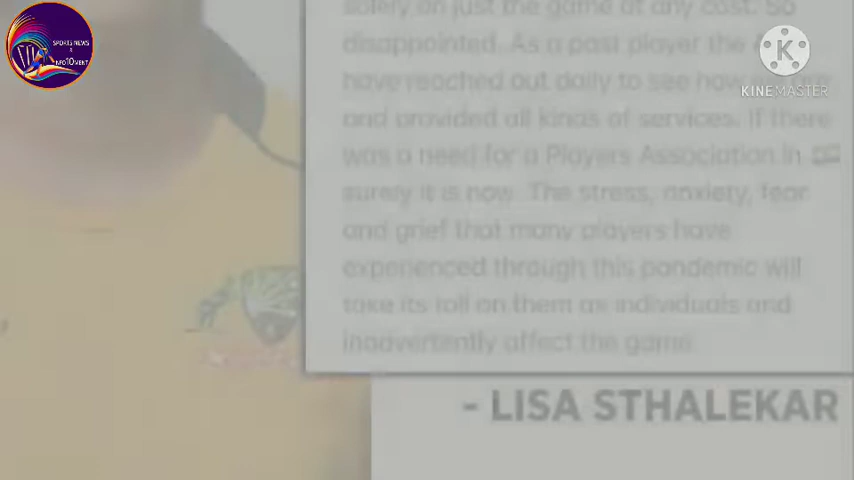 SPORTS NEWS
&
INFO10MENT
KINEMASTER
solely on just the game at any cost. So
disappointed. As a past player the
have reached out daily to see how
and provided all kinds of services. If there
was a need for a Players Association in
surely it is now. The stress, anxiety, fear
and grief that many players have
experienced through this pandemic will
take its toll on them as individuals and
inadvertently affect the game
- LISA STHALEKAR